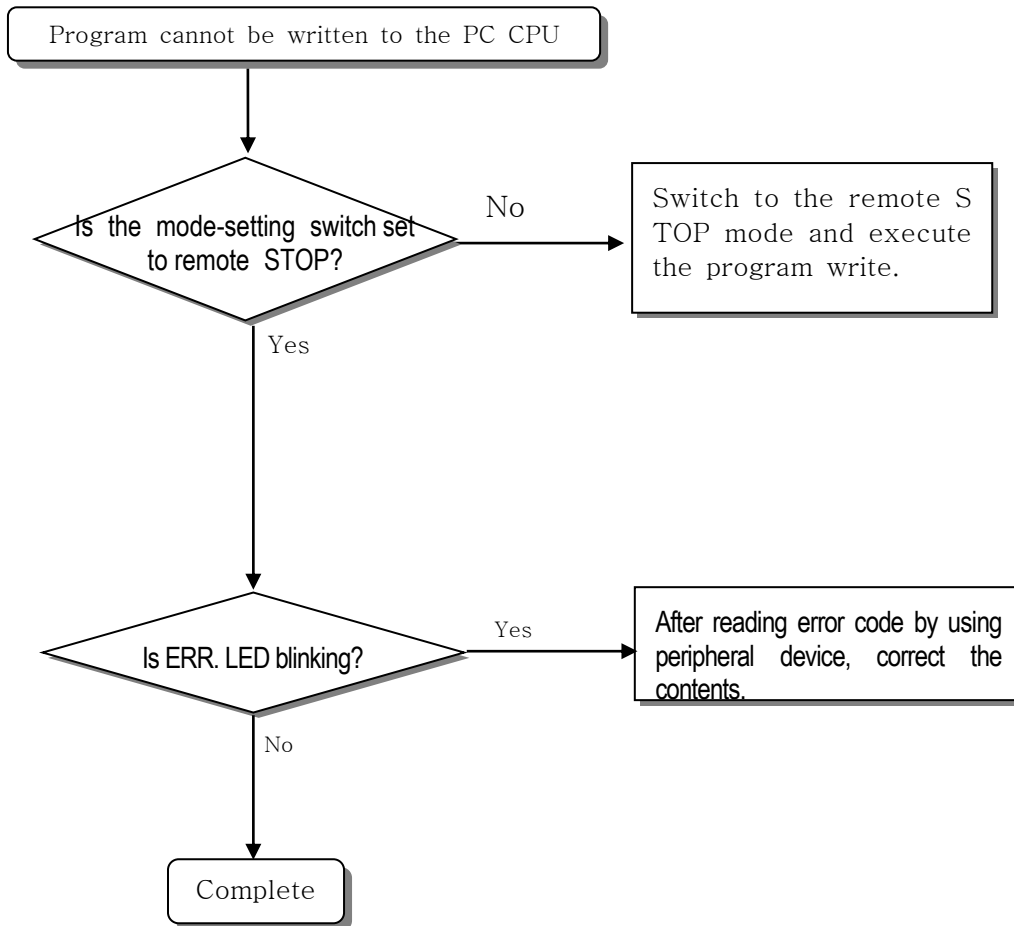 Program cannot be written to the PC CPU
Is the mode-setting switch set
to remote STOP?
No
Switch to the remote S
TOP mode and execute
the program write.
Yes
Is ERR. LED blinking?
Yes
After reading error code by using
peripheral device, correct the
contents.
No
Complete